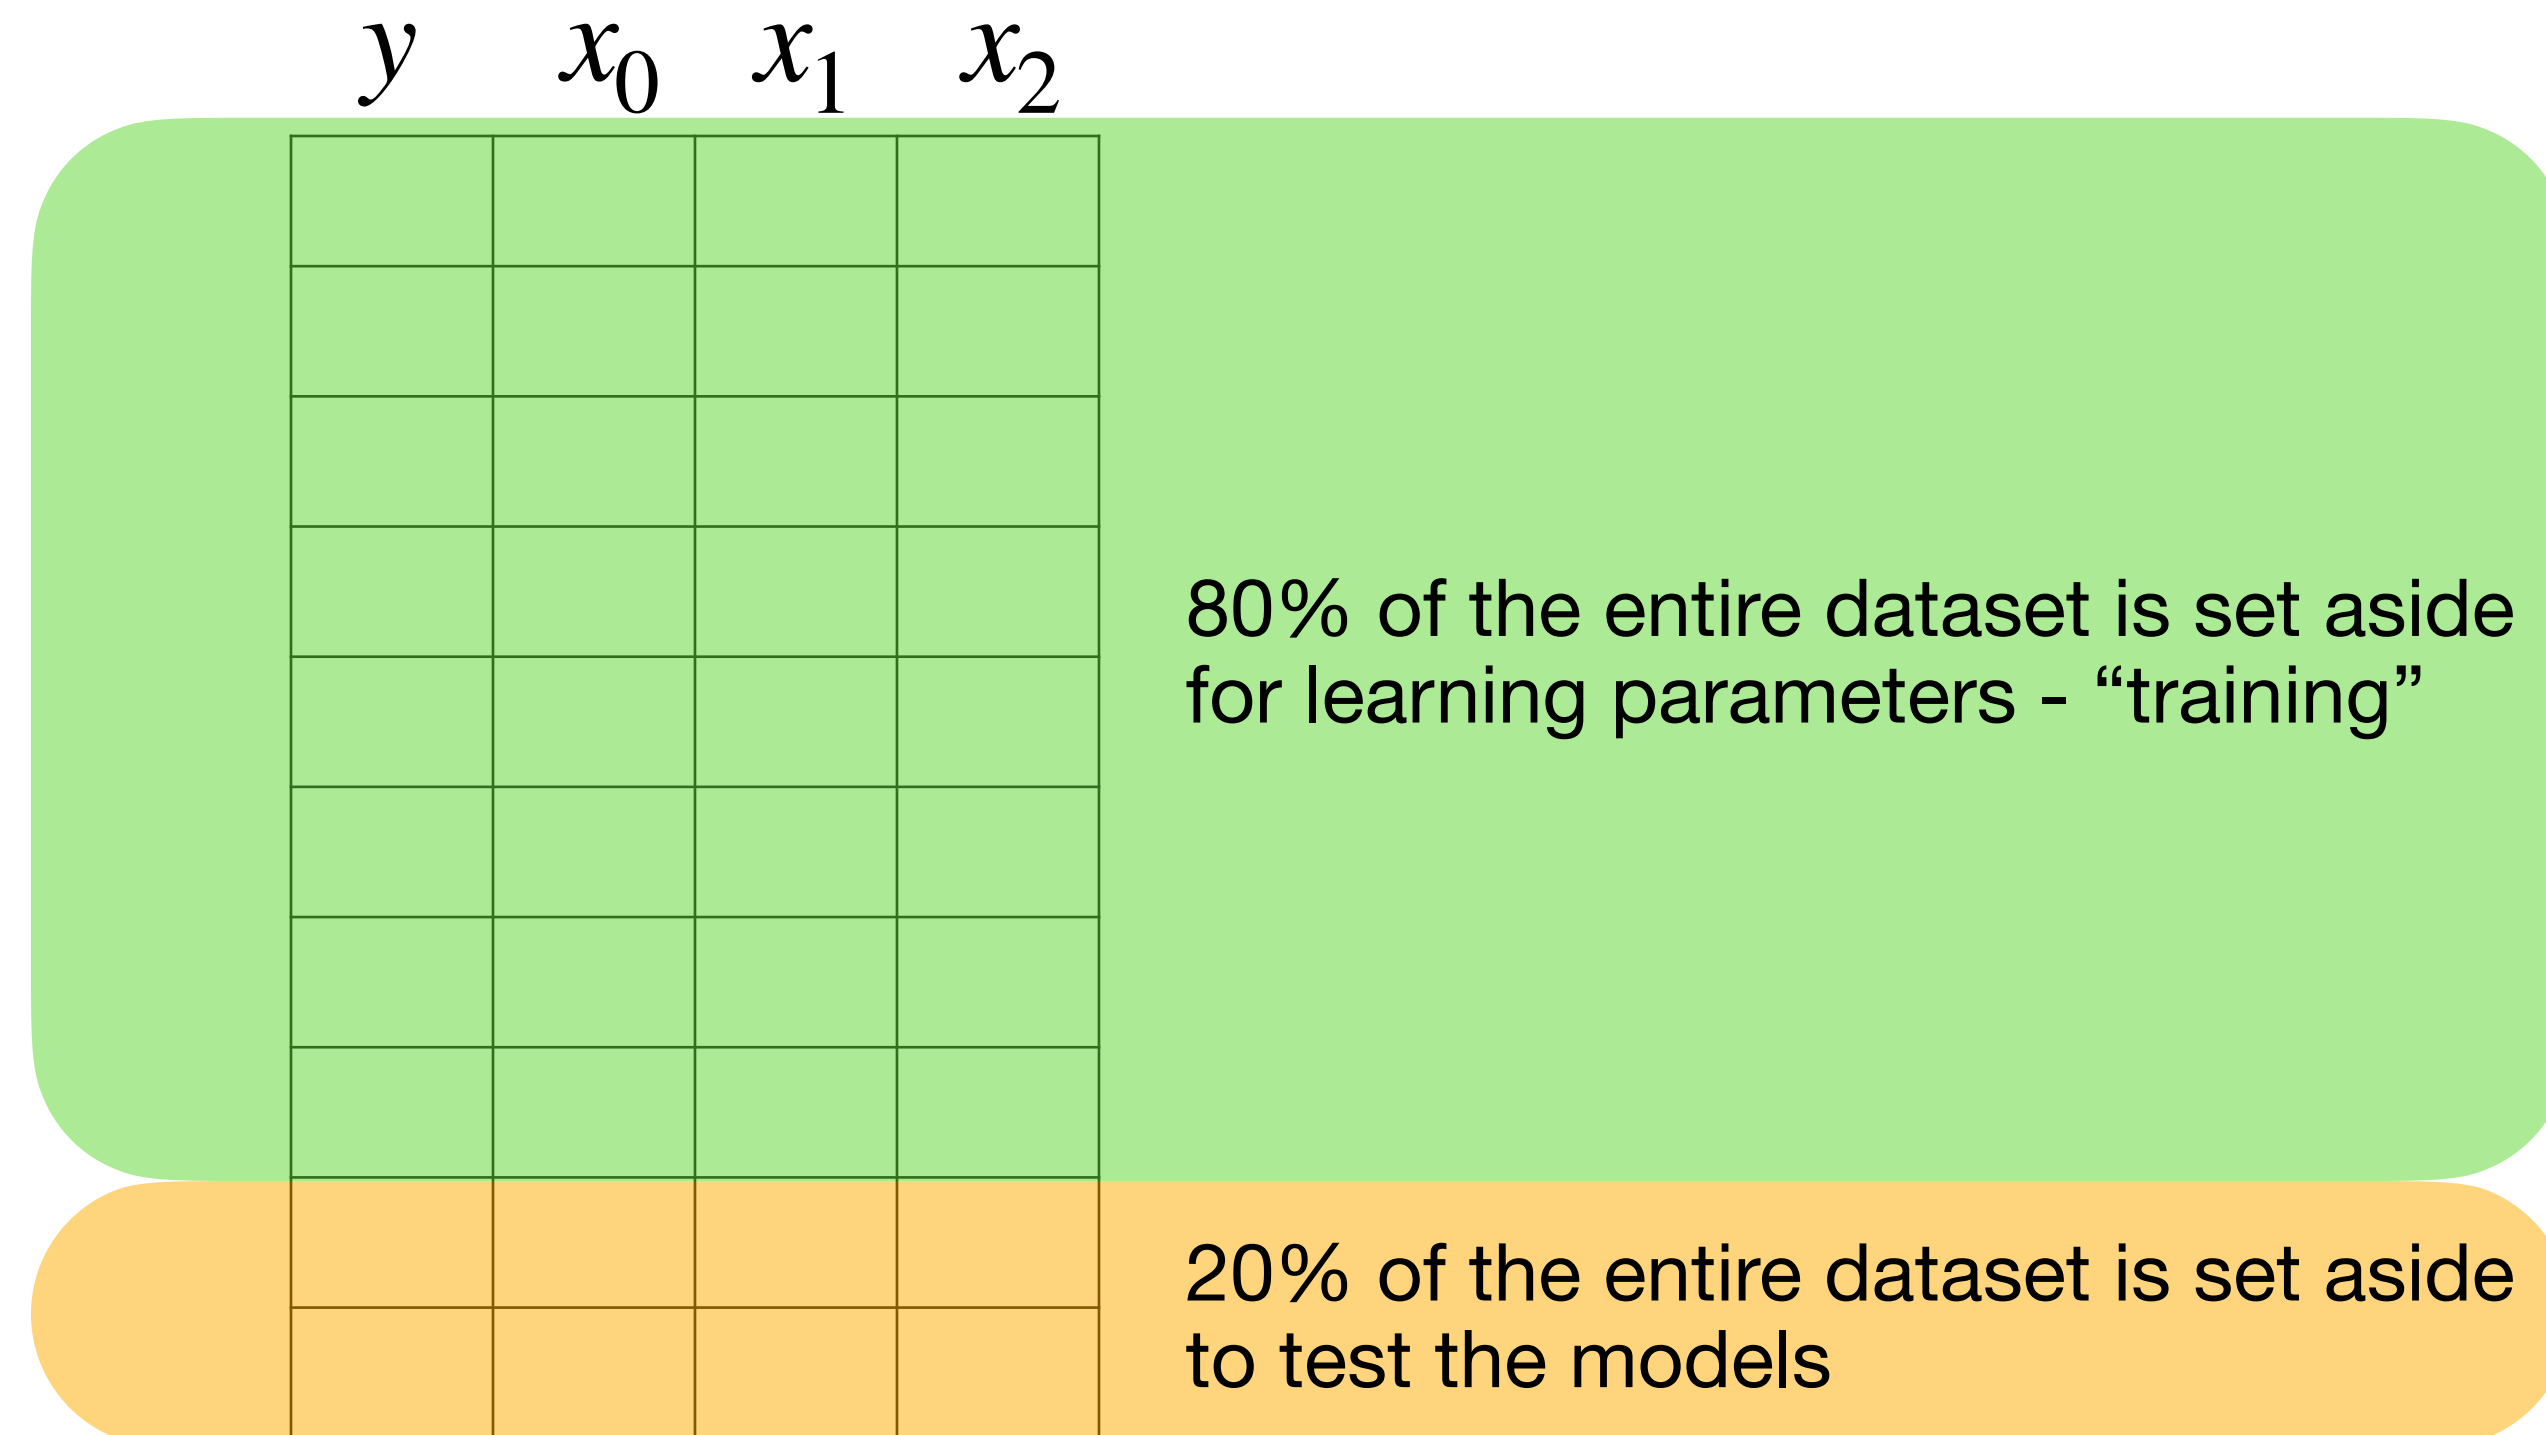 y x₀ x₁ x₂
80% of the entire dataset is set aside
for learning parameters - “training”
20% of the entire dataset is set aside
to test the models